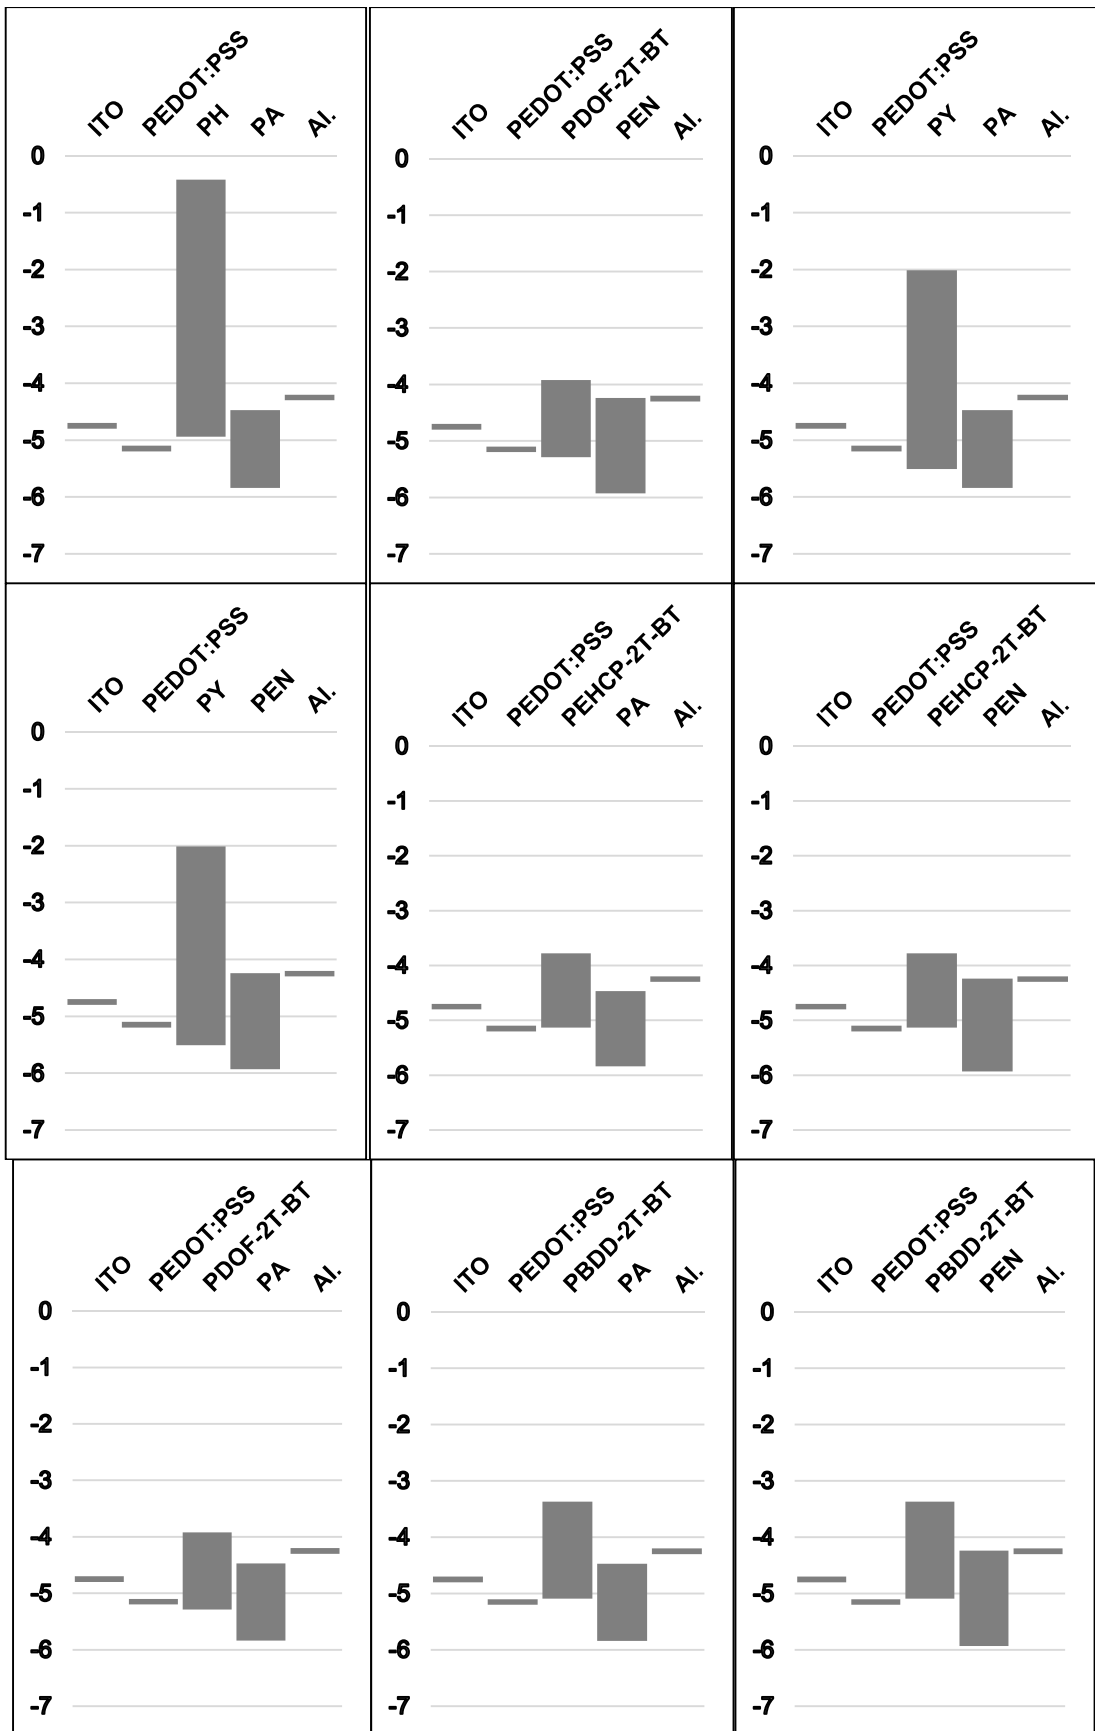 ITO
PEDOT:PSS
PH
PA
Al.
0
-1
-2
-3
-4
-5
-6
-7
ITO
PEDOT:PSS
PDOF-2T-BT
PEN
Al.
0
-1
-2
-3
-4
-5
-6
-7
ITO
PEDOT:PSS
PY
PA
Al.
0
-1
-2
-3
-4
-5
-6
-7
ITO
PEDOT:PSS
PY
PEN
Al.
0
-1
-2
-3
-4
-5
-6
-7
ITO
PEDOT:PSS
PEHCP-2T-BT
PA
Al.
0
-1
-2
-3
-4
-5
-6
-7
ITO
PEDOT:PSS
PEHCP-2T-BT
PEN
Al.
0
-1
-2
-3
-4
-5
-6
-7
ITO
PEDOT:PSS
PDOF-2T-BT
PA
Al.
0
-1
-2
-3
-4
-5
-6
-7
ITO
PEDOT:PSS
PBDD-2T-BT
PA
Al.
0
-1
-2
-3
-4
-5
-6
-7
ITO
PEDOT:PSS
PBDD-2T-BT
PEN
Al.
0
-1
-2
-3
-4
-5
-6
-7